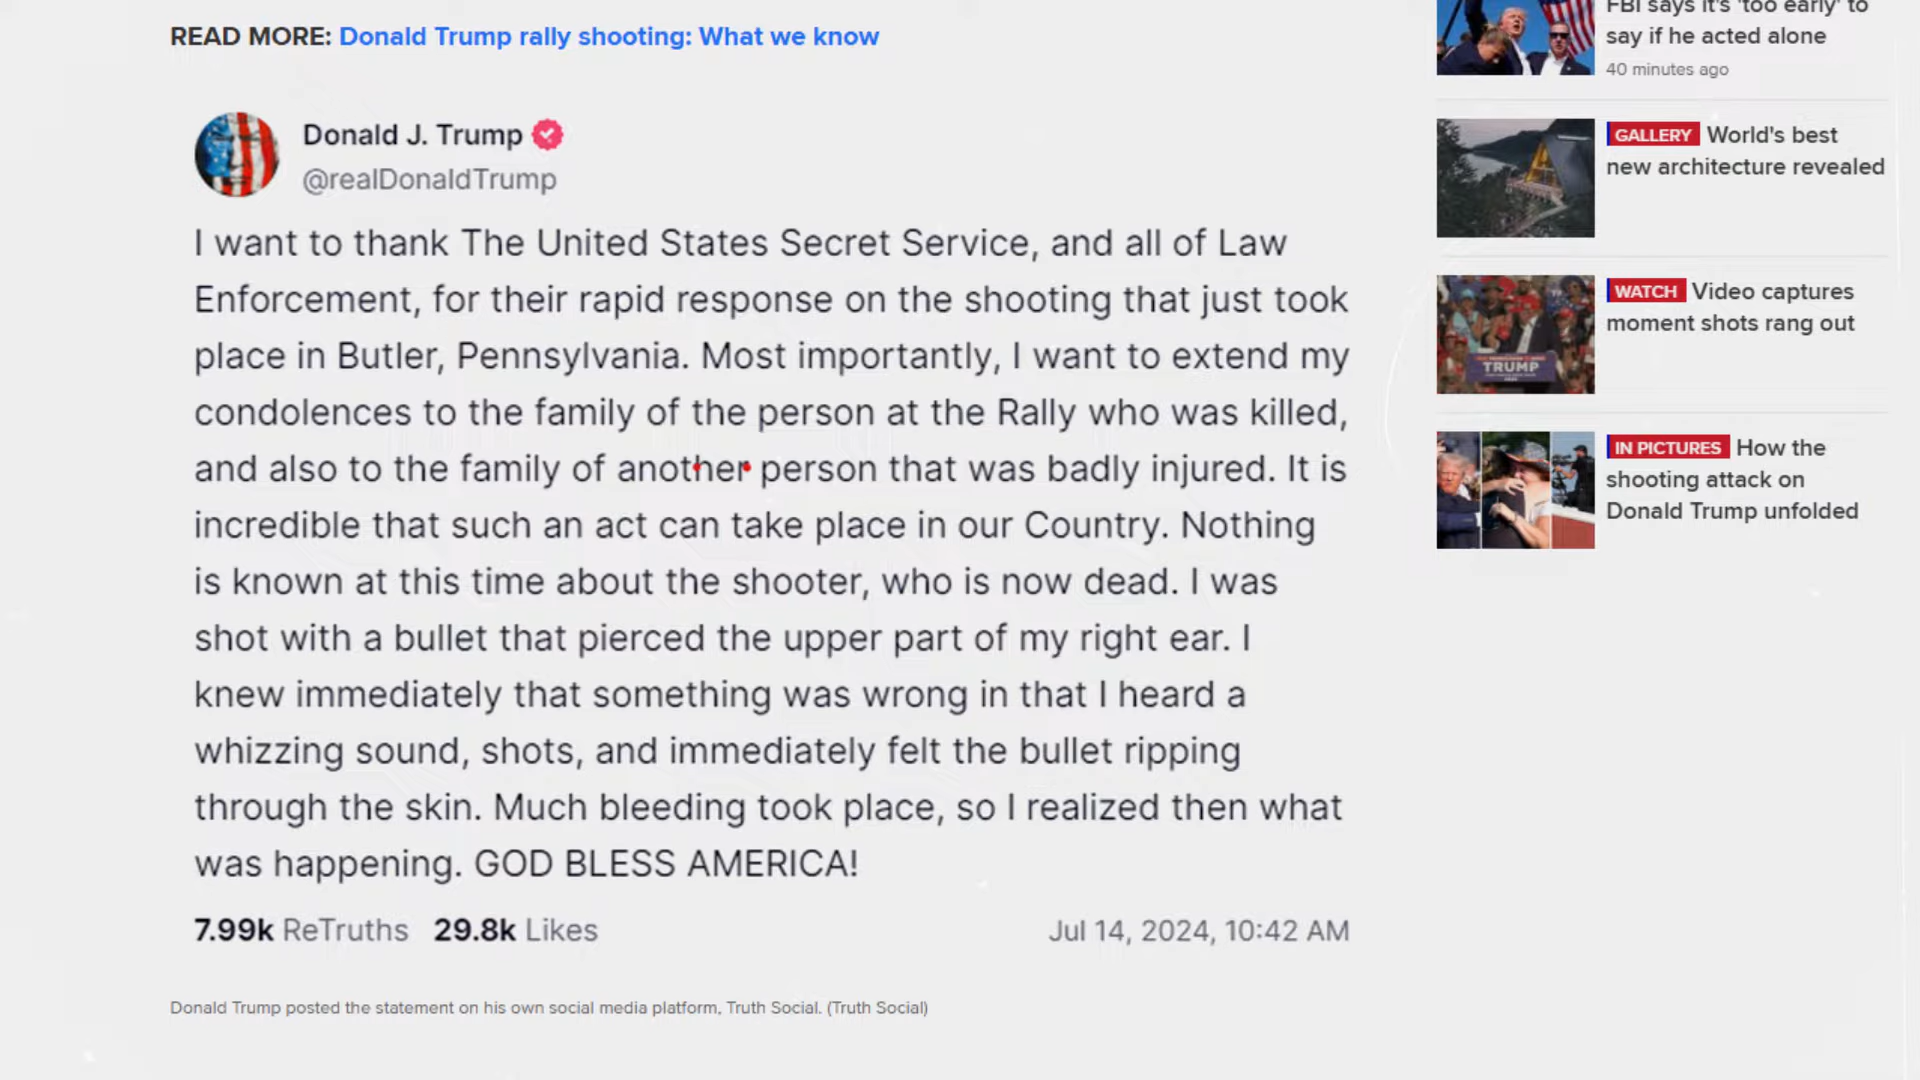 READ MORE: Donald Trump rally shooting: What we know
Donald J. Trump
@realDonaldTrump
I want to thank The United States Secret Service, and all of Law
Enforcement, for their rapid response on the shooting that just took
place in Butler, Pennsylvania. Most importantly, I want to extend my
condolences to the family of the person at the Rally who was killed,
and also to the family of another person that was badly injured. It is
incredible that such an act can take place in our Country. Nothing
is known at this time about the shooter, who is now dead. I was
shot with a bullet that pierced the upper part of my right ear. I
knew immediately that something was wrong in that I heard a
whizzing sound, shots, and immediately felt the bullet ripping
through the skin. Much bleeding took place, so I realized then what
was happening. GOD BLESS AMERICA!
7.99k ReTruths 29.8k Likes
Jul 14, 2024, 10:42 AM
Donald Trump posted the statement on his own social media platform, Truth Social. (Truth Social)
FBI says it's 'too early' to
say if he acted alone
40 minutes ago
GALLERY World's best
new architecture revealed
WATCH Video captures
moment shots rang out
TRUMP
IN PICTURES How the
shooting attack on
Donald Trump unfolded